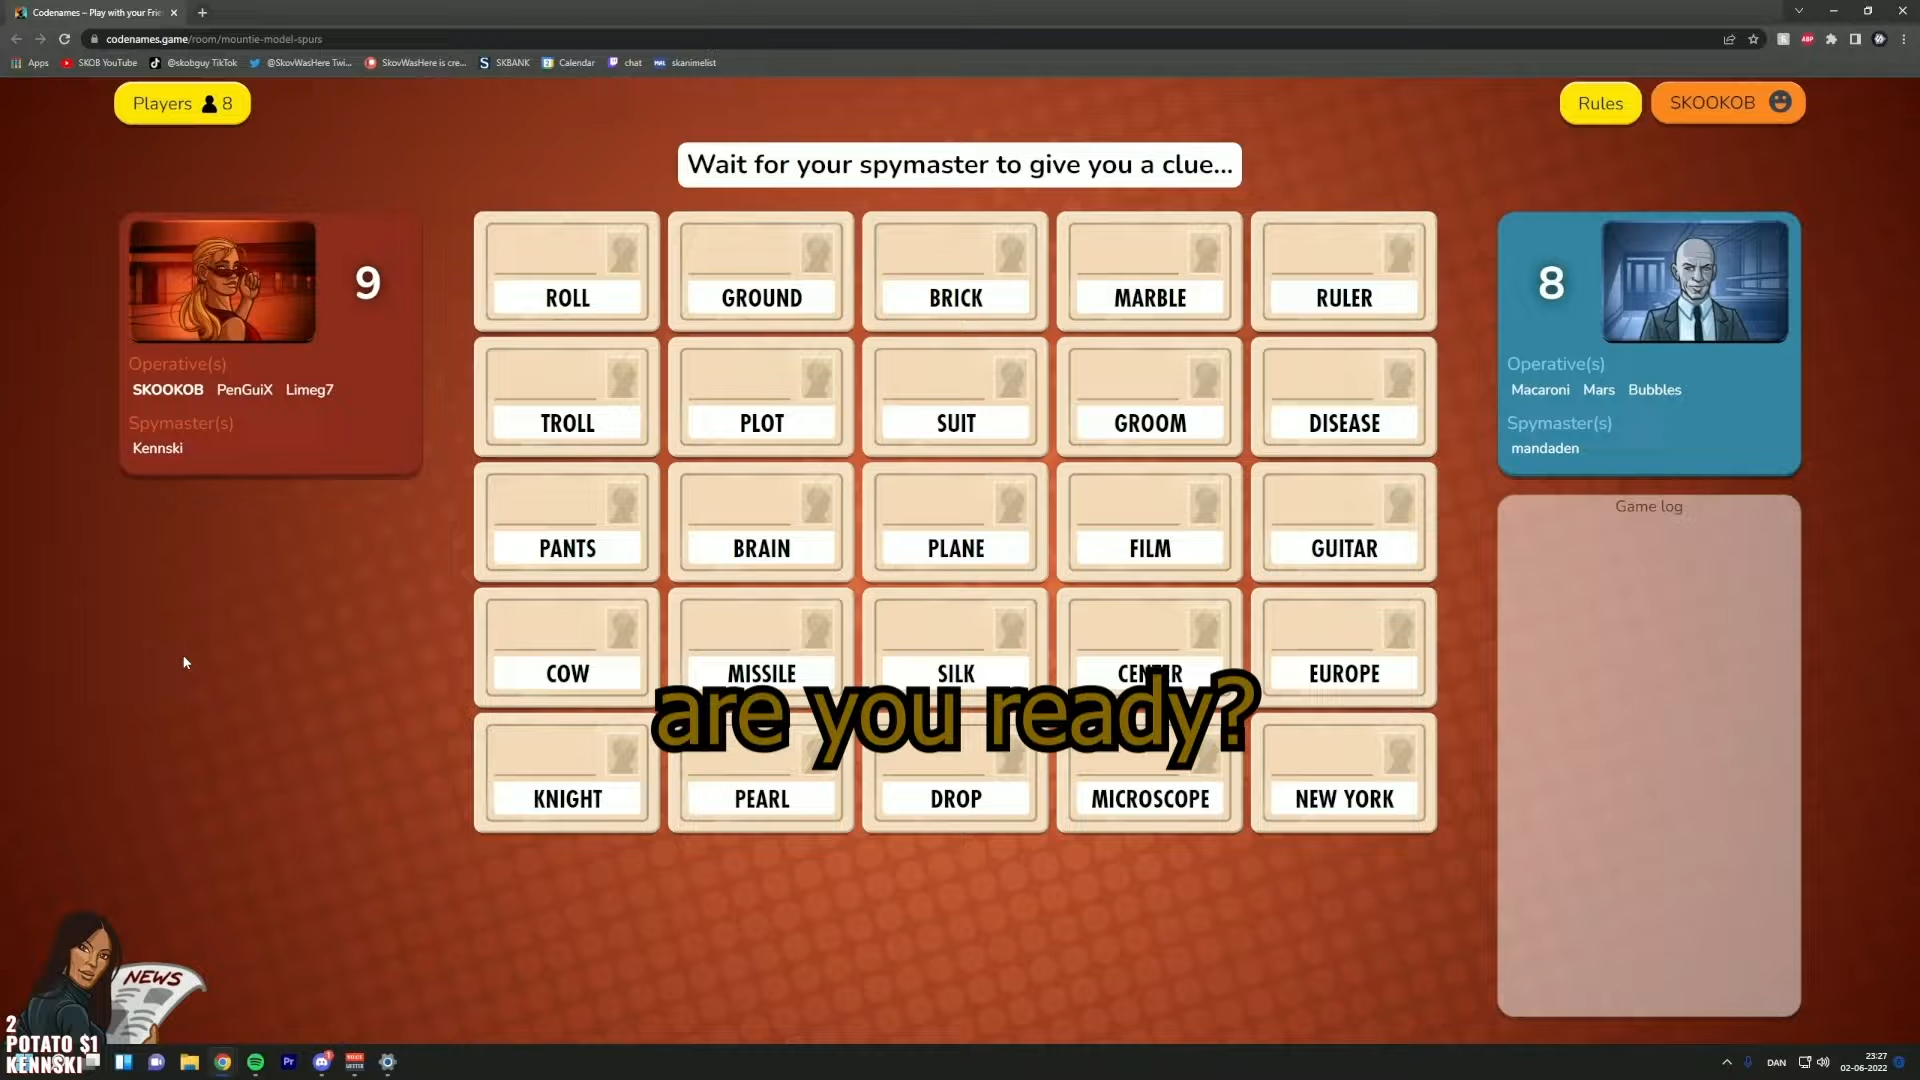 Codenames – Play with your Frie
codenames.game/room/mountie-model-spurs
Apps
SKOB YouTube
@skobguy TikTok
@SkovWasHere Twi...
SkovWasHere is cre...
SKBANK
Calendar
chat
skanimelist
Players 8
Rules
SKOOKOB
Wait for your spymaster to give you a clue...
9
Operative(s)
SKOOKOB PenGuiX Limeg7
Spymaster(s)
Kennski
ROLL GROUND BRICK MARBLE RULER
TROLL PLOT SUIT GROOM DISEASE
PANTS BRAIN PLANE FILM GUITAR
COW MISSILE SILK CENTER EUROPE
are you ready?
KNIGHT PEARL DROP MICROSCOPE NEW YORK
8
Operative(s)
Macaroni Mars Bubbles
Spymaster(s)
mandaden
Game log
NEWS
2
POTATO $1
KENNSKI
Pr
DAN
23:27
02-06-2022